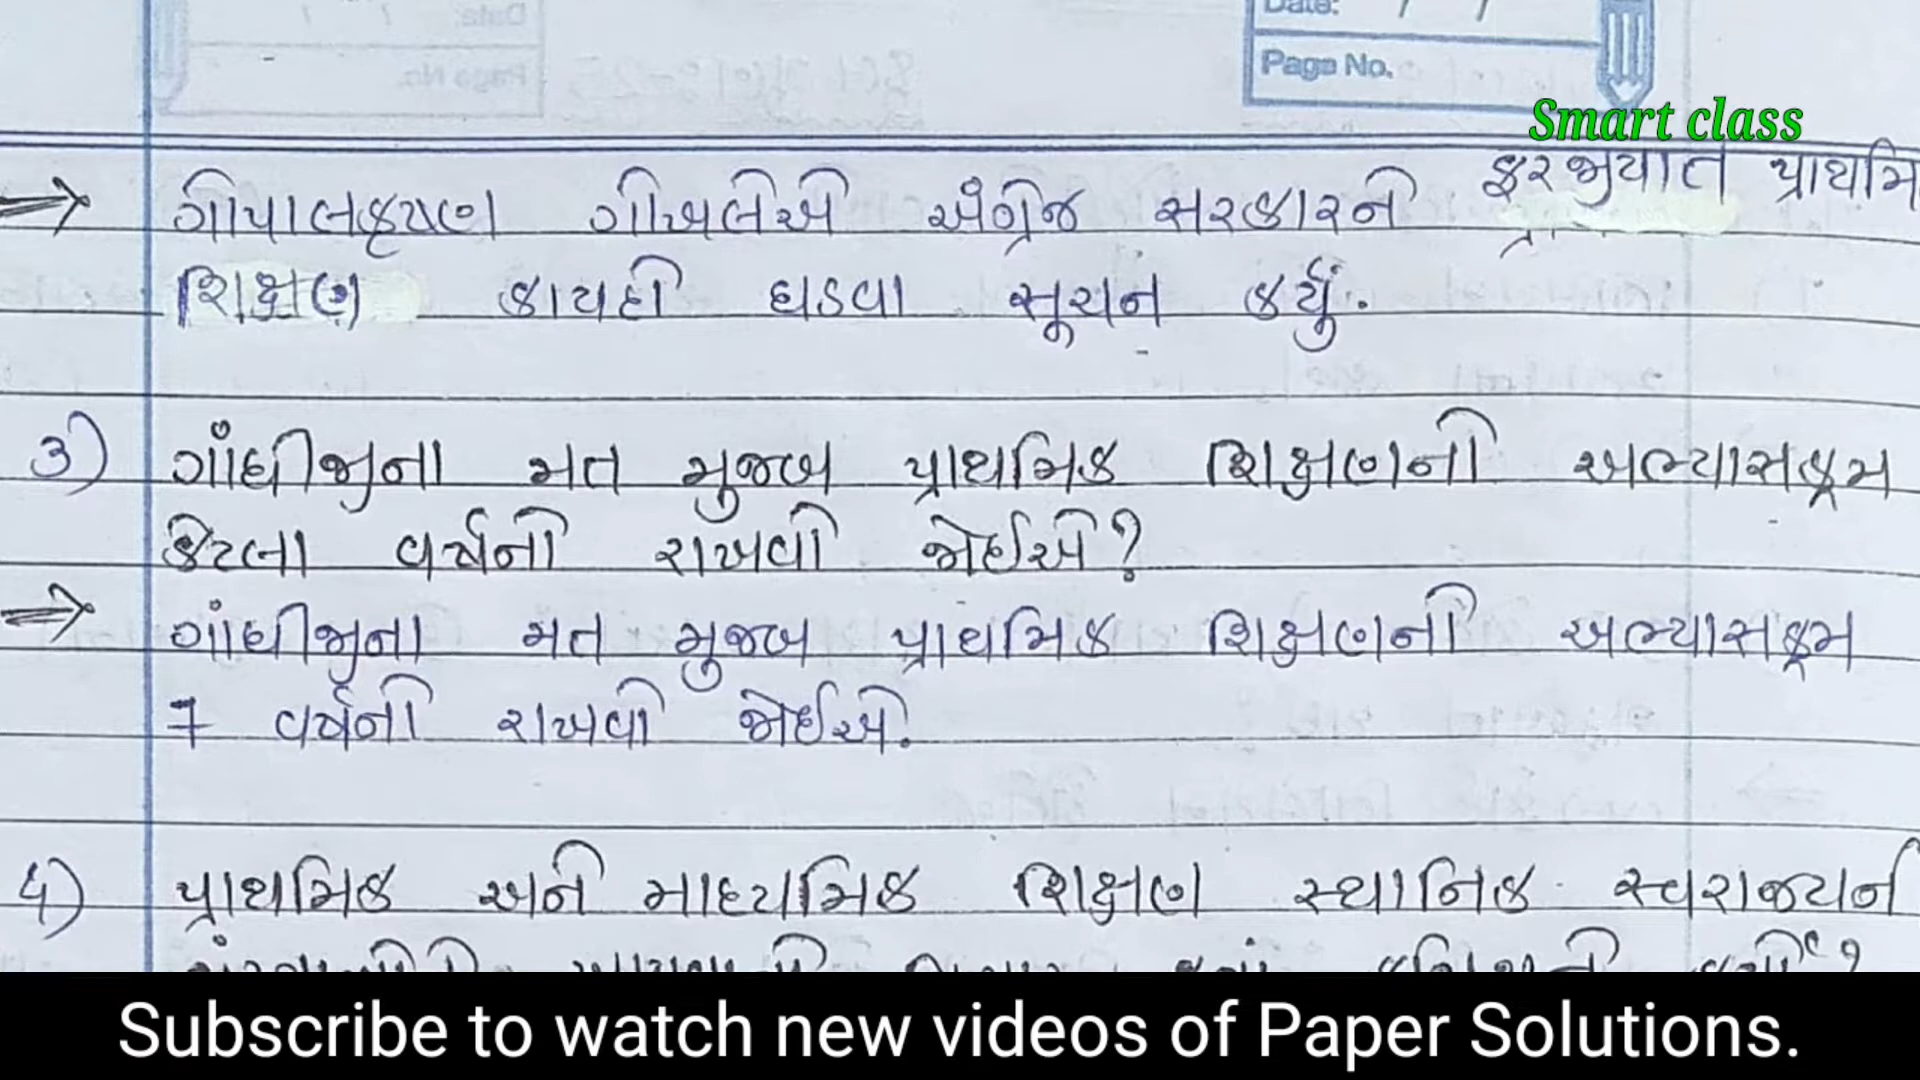 Date: / /
Page No.
Smart class
ફરજીયાત પ્રાથમિ
⇒ ગોપાલકૃષ્ણ ગોખલેએ અંગ્રેજ સરકારને
શિક્ષણ કાયદો ઘડવા સૂચન કર્યું.
3) ગાંધીજીના મત મુજબ પ્રાથમિક શિક્ષણનો અભ્યાસક્રમ
કેટલા વર્ષનો રાખવો જોઈએ?
⇒ ગાંધીજીના મત મુજબ પ્રાથમિક શિક્ષણનો અભ્યાસક્રમ
7 વર્ષનો રાખવો જોઈએ.
4) પ્રાથમિક અને માધ્યમિક શિક્ષણ સ્થાનિક સ્વરાજ્યની
Subscribe to watch new videos of Paper Solutions.